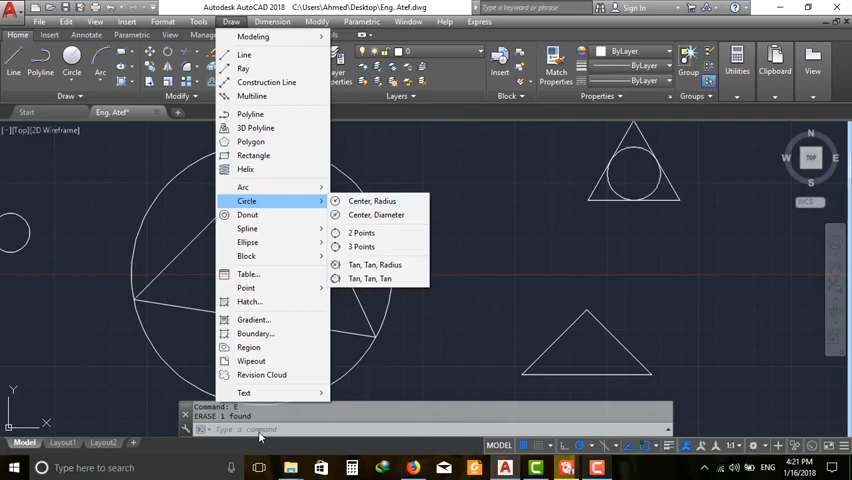 Autodesk AutoCAD 2018   C:\Users\Ahmed\Desktop\Eng. Atef.dwg
Type a keyword or phrase
Sign In
File Edit View Insert Format Tools Draw Dimension Modify Parametric Window Help Express
Home Insert Annotate
Line Polyline Circle Arc
Draw
Modify
0
Layers
Insert
Block
Match
Properties
ByLayer
ByLayer
ByLayer
Properties
Group
Groups
Utilities
Clipboard
View
Start
Eng. Atef*
[−][Top][2D Wireframe]
Modeling
Line
Ray
Construction Line
Multiline
Polyline
3D Polyline
Polygon
Rectangle
Helix
Arc
Circle
Donut
Spline
Ellipse
Block
Table...
Point
Hatch...
Gradient...
Boundary...
Region
Wipeout
Revision Cloud
Text
Center, Radius
Center, Diameter
2 Points
3 Points
Tan, Tan, Radius
Tan, Tan, Tan
N
W TOP E
S
WCS
Y
X
Command: E
ERASE 1 found
Type a command
Model Layout1 Layout2
MODEL
1:1
Type here to search
ENG
4:21 PM
1/16/2018